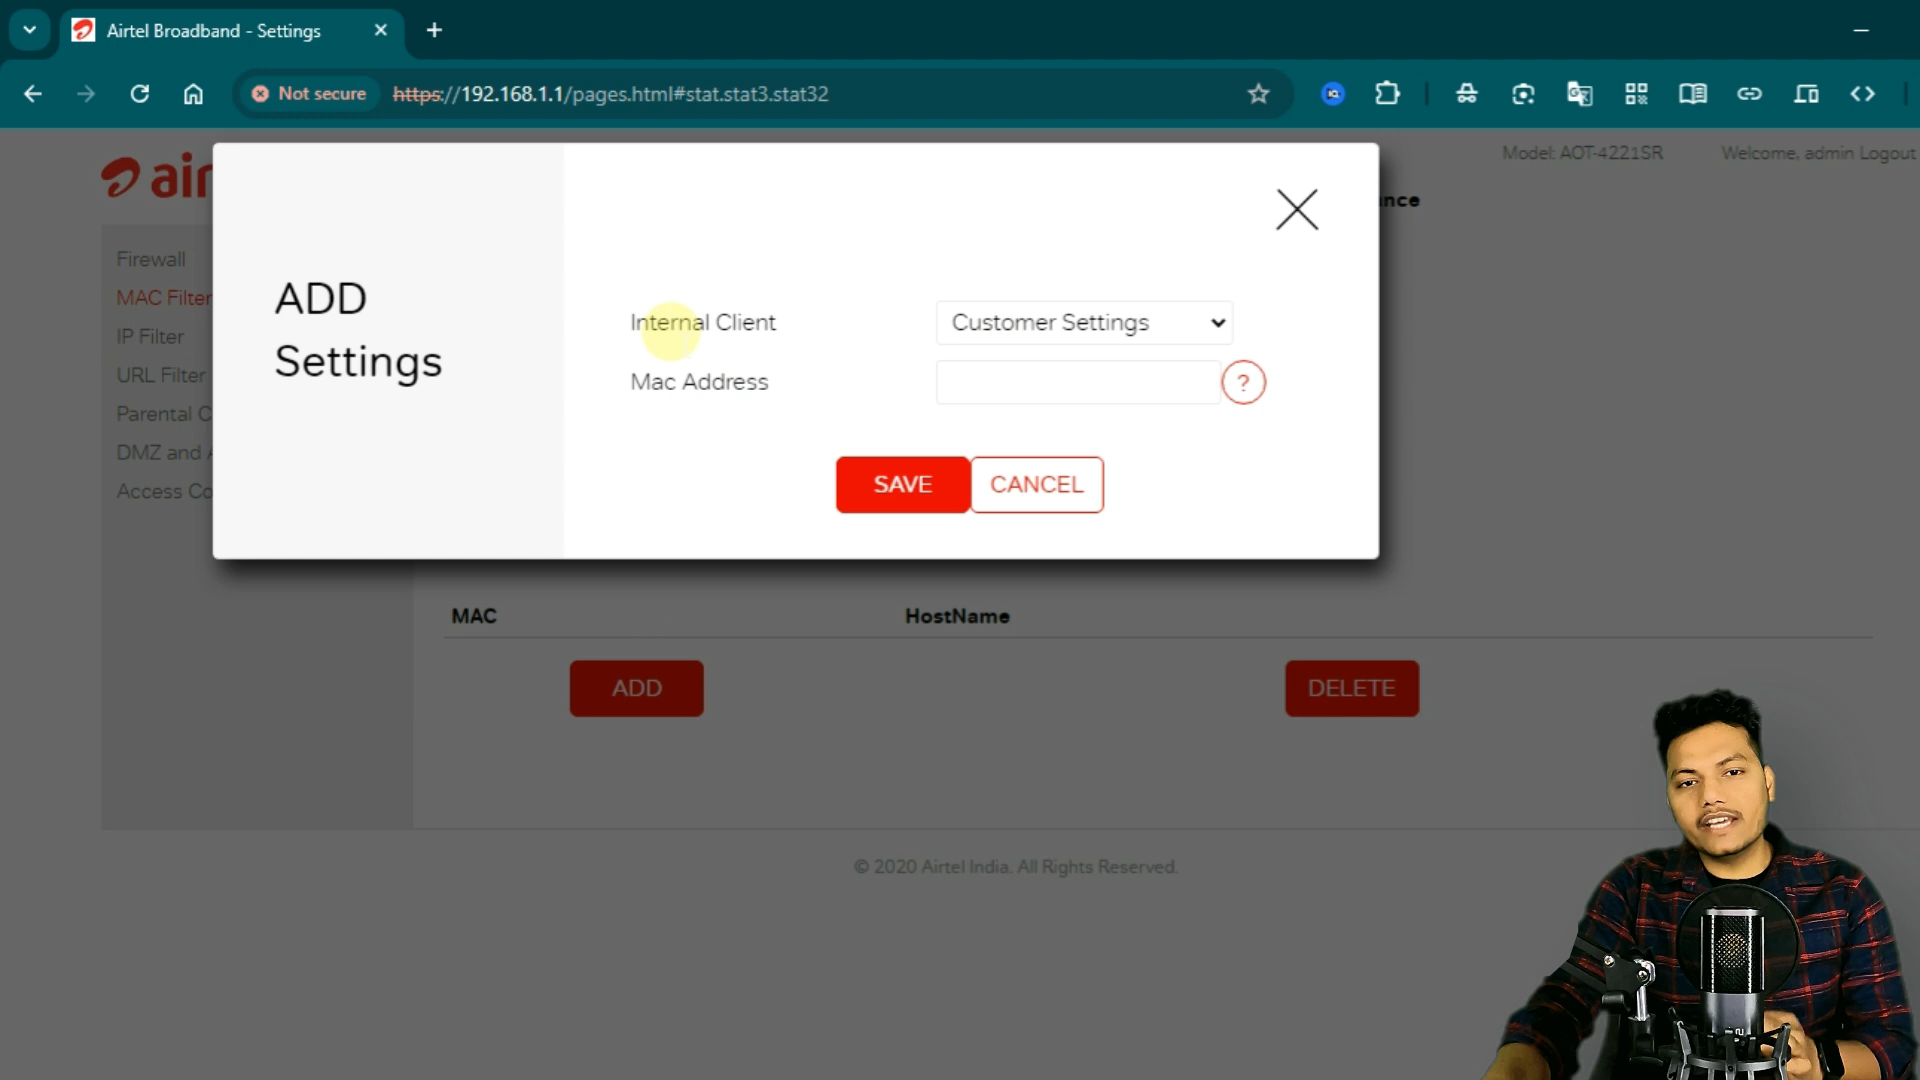 Airtel Broadband - Settings
Not secure https://192.168.1.1/pages.html#stat.stat3.stat32
Model: AOT-4221SR Welcome, admin Logout
air
nce
Firewall
MAC Filter
IP Filter
URL Filter
Parental C
DMZ and A
Access Co
ADD
Settings
Internal Client Customer Settings
Mac Address ?
SAVE CANCEL
MAC HostName
ADD DELETE
© 2020 Airtel India. All Rights Reserved.